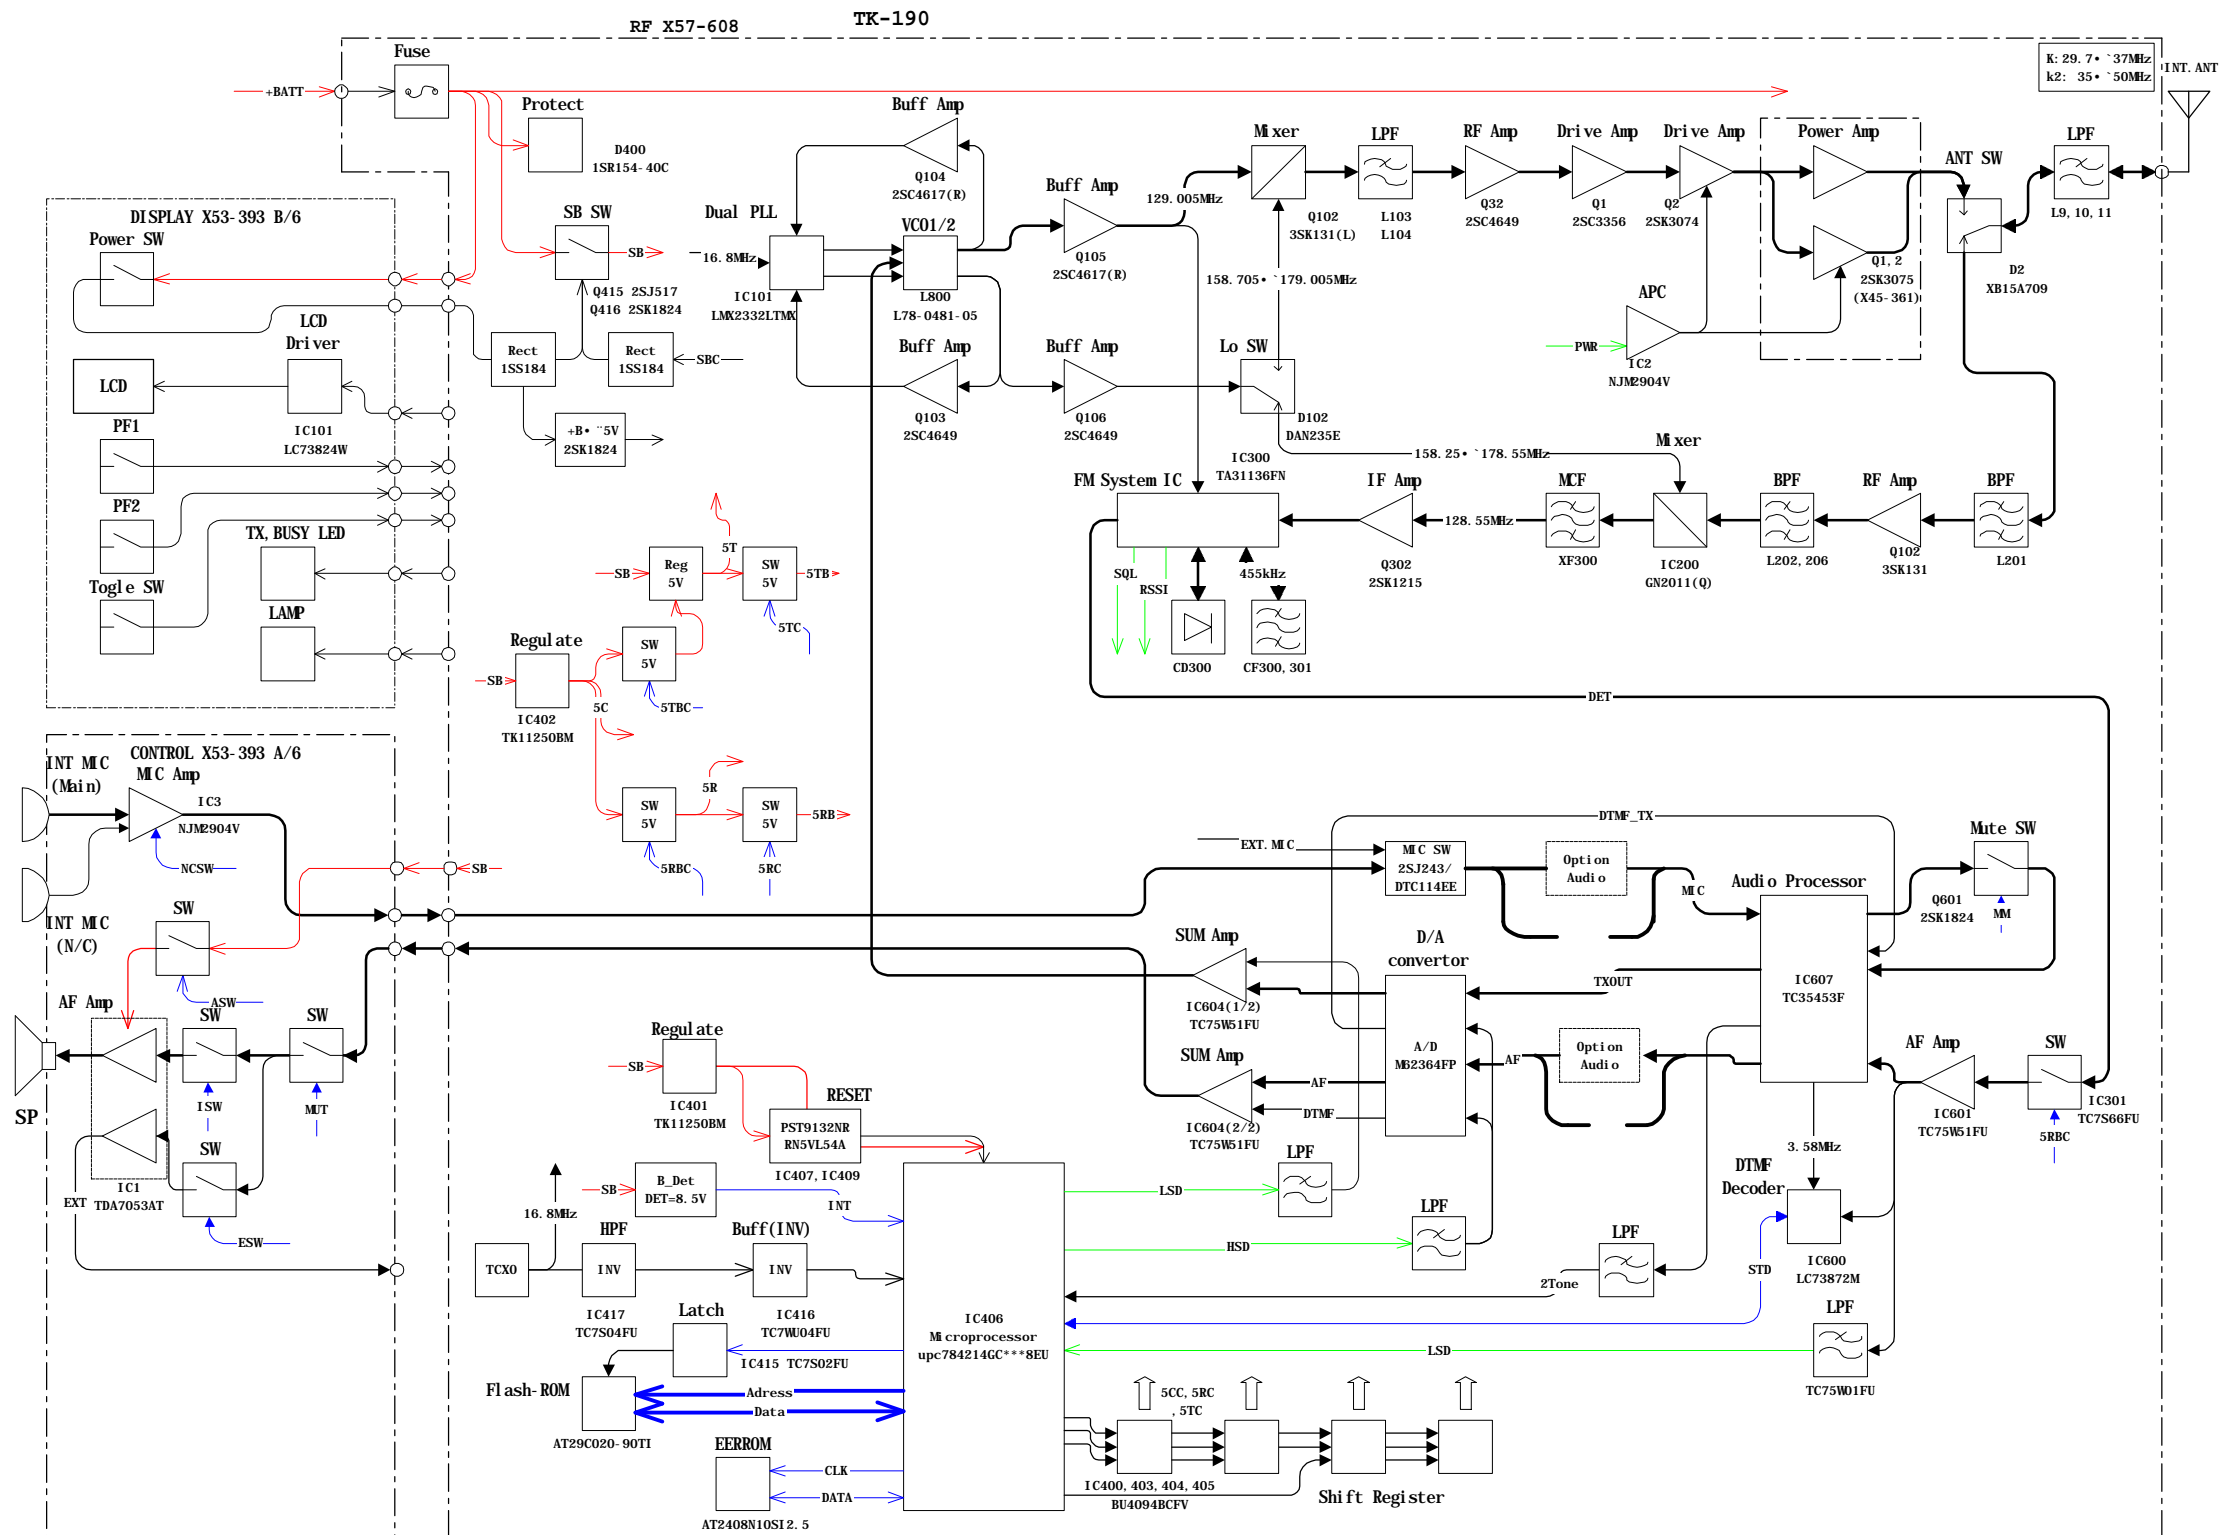 TK-190
RF X57-608
Fuse
+BATT
Protect
D400
1SR154-40C
K: 29.7•`37MHz
k2: 35•`50MHz
INT.ANT
Buff Amp
Q104
2SC4617(R)
Mixer
Q102
3SK131(L)
LPF
L103
L104
RF Amp
Q32
2SC4649
Drive Amp
Q1
2SC3356
Drive Amp
Q2
2SK3074
Power Amp
Q1,2
2SK3075
(X45-361)
ANT SW
D2
XB15A709
LPF
L9,10,11
DISPLAY X53-393 B/6
Power SW
SB SW
SB
Q415 2SJ517
Q416 2SK1824
Dual PLL
16.8MHz
IC101
LMX2332LTMX
VCO1/2
L800
L78-0481-05
Buff Amp
Q105
2SC4617(R)
129.005MHz
158.705•`179.005MHz
APC
PWR
IC2
NJM2904V
LCD
Driver
LCD
IC101
LC73824W
Rect
1SS184
Rect
1SS184
SBC
+B•¨5V
2SK1824
Buff Amp
Q103
2SC4649
Buff Amp
Q106
2SC4649
Lo SW
D102
DAN235E
PF1
PF2
Togle SW
TX,BUSY LED
LAMP
IC300
TA31136FN
FM System IC
158.25•`178.55MHz
Mixer
IC200
GN2011(Q)
IF Amp
Q302
2SK1215
128.55MHz
MCF
XF300
BPF
L202,206
RF Amp
Q102
3SK131
BPF
L201
SQL
RSSI
455kHz
CD300
CF300,301
DET
5T
SB
Reg
5V
SW
5V
5TB
5TC
Regulate
SB
IC402
TK11250BM
SW
5V
5TBC
5C
SW
5V
5R
SW
5V
5RB
5RBC
5RC
CONTROL X53-393 A/6
INT MIC
(Main)
MIC Amp
IC3
NJM2904V
NCSW
SB
INT MIC
(N/C)
SW
ASW
AF Amp
SW
ISW
SW
MUT
SP
SW
ESW
EXT
IC1
TDA7053AT
EXT.MIC
MIC SW
2SJ243/
DTC114EE
DTMF_TX
Option
Audio
MIC
Audio Processor
IC607
TC35453F
Mute SW
Q601
2SK1824
MM
D/A
convertor
A/D
M62364FP
SUM Amp
IC604(1/2)
TC75W51FU
TXOUT
AF
Option
Audio
SUM Amp
IC604(2/2)
TC75W51FU
AF
DTMF
AF Amp
IC601
TC75W51FU
SW
IC301
TC7S66FU
5RBC
3.58MHz
DTMF
Decoder
IC600
LC73872M
STD
LPF
TC75W01FU
LPF
2Tone
Regulate
SB
IC401
TK11250BM
RESET
PST9132NR
RN5VL54A
IC407,IC409
SB
B_Det
DET=8.5V
INT
16.8MHz
TCXO
HPF
INV
IC417
TC7S04FU
Buff(INV)
INV
IC416
TC7WU04FU
LSD
LPF
HSD
LPF
LSD
Latch
IC415 TC7S02FU
Flash-ROM
AT29C020-90TI
Adress
Data
IC406
Microprocessor
upc784214GC***8EU
EERROM
CLK
DATA
AT2408N10SI2.5
5CC,5RC
,5TC
IC400,403,404,405
BU4094BCFV
Shift Register